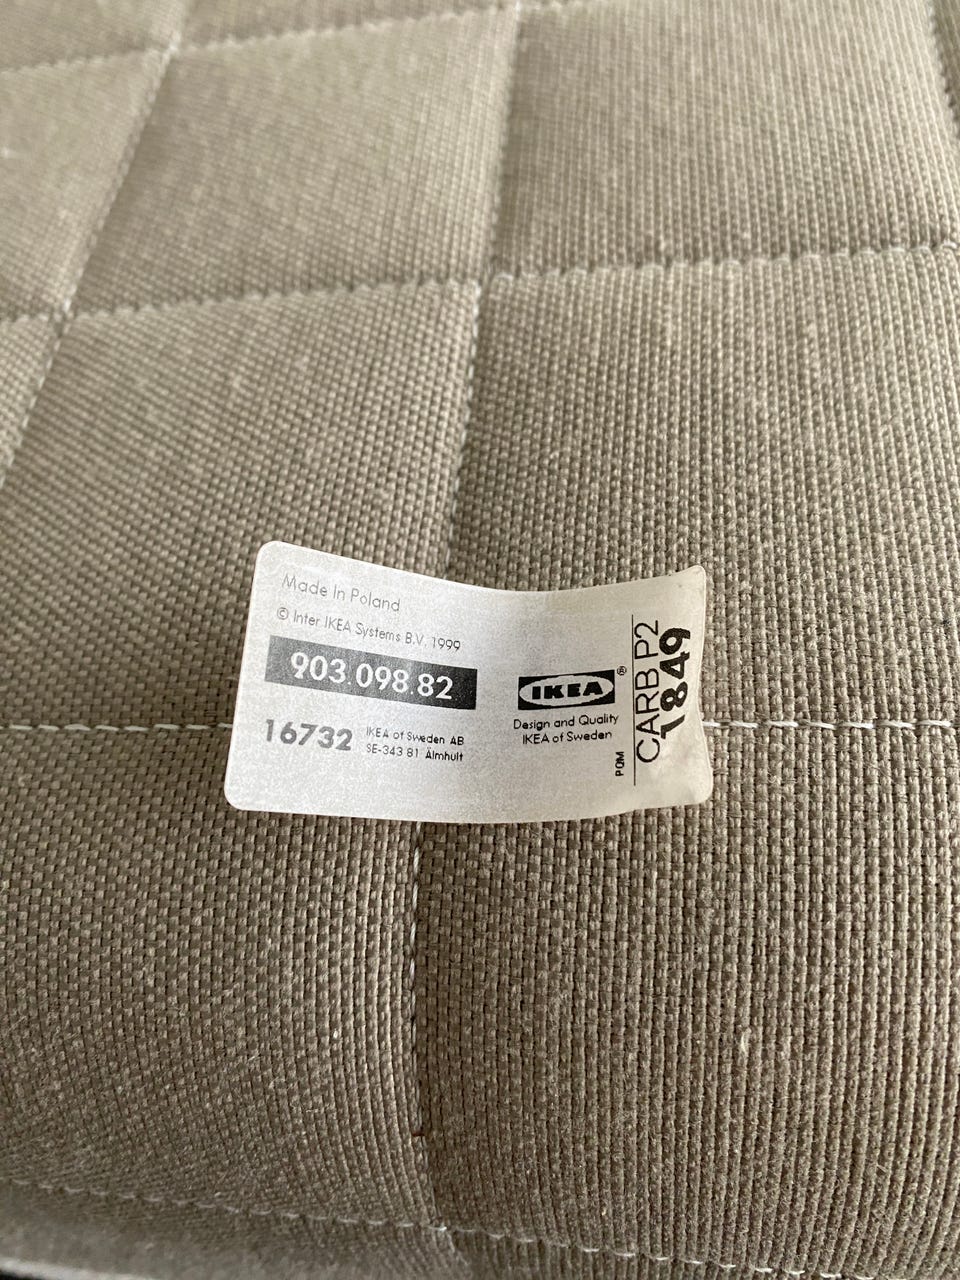 Made In Poland
© Inter IKEA Systems B.V. 1999
903.098.82
16732
IKEA of Sweden AB
SE-343 81 Älmhult
IKEA®
Design and Quality
IKEA of Sweden
PQM
CARB P2
1849